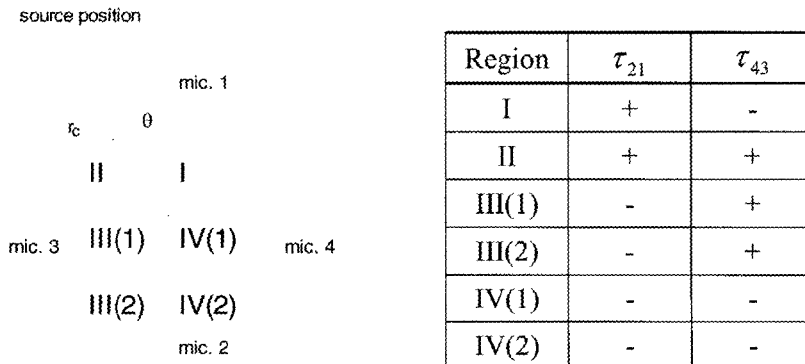 source position
mic. 1
r_c θ
II I
mic. 3 III(1) IV(1) mic. 4
III(2) IV(2)
mic. 2
Region τ₂₁ τ₄₃
I + -
II + +
III(1) - +
III(2) - +
IV(1) - -
IV(2) - -